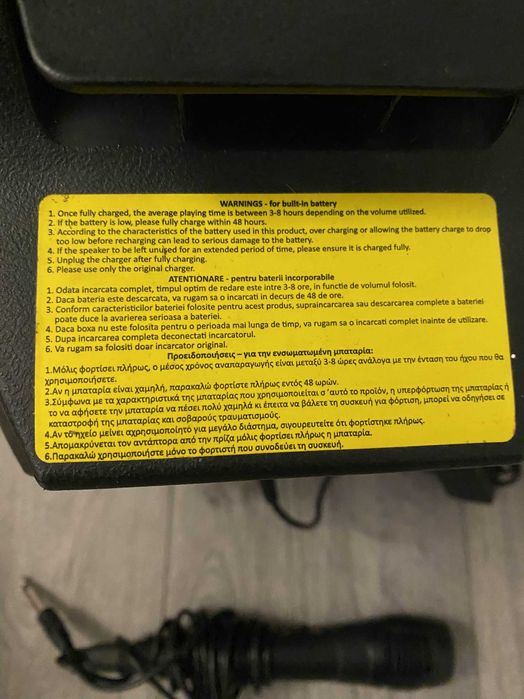 WARNINGS - for built-in battery
1. Once fully charged, the average playing time is between 3-8 hours depending on the volume utilized.
2. If the battery is low, please fully charge within 48 hours.
3. According to the characteristics of the battery used in this product, over charging or allowing the battery charge to drop
too low before recharging can lead to serious damage to the battery.
4. If the speaker to be left unused for an extended period of time, please ensure it is charged fully.
5. Unplug the charger after fully charging.
6. Please use only the original charger.
ATENTIONARE - pentru baterii incorporabile
1. Odata incarcata complet, timpul optim de redare este intre 3-8 ore, in functie de volumul folosit.
2. Daca bateria este descarcata, va rugam sa o incarcati in decurs de 48 de ore.
3. Conform caracteristicilor bateriei folosite pentru acest produs, supraincarcarea sau descarcarea completa a bateriei
poate duce la avarierea serioasa a bateriei.
4. Daca boxa nu este folosita pentru o perioada mai lunga de timp, va rugam sa o incarcati complet inainte de utilizare.
5. Dupa incarcarea completa deconectati incarcatorul.
6. Va rugam sa folositi doar incarcator original.
Προειδοποιήσεις – για την ενσωματωμένη μπαταρία:
1.Μόλις φορτίσει πλήρως, ο μέσος χρόνος αναπαραγωγής είναι μεταξύ 3-8 ώρες ανάλογα με την ένταση του ήχου που θα
χρησιμοποιήσετε.
2.Αν η μπαταρία είναι χαμηλή, παρακαλώ φορτίστε πλήρως εντός 48 ωρών.
3.Σύμφωνα με τα χαρακτηριστικά της μπαταρίας που χρησιμοποιείται σ΄αυτό το προϊόν, η υπερφόρτωση της μπαταρίας ή
το να αφήσετε την μπαταρία να πέσει πολύ χαμηλά κι έπειτα να βάλετε τη συσκευή για φόρτιση, μπορεί να οδηγήσει σε
καταστροφή της μπαταρίας και σοβαρούς τραυματισμούς.
4.Αν το ηχείο μείνει αχρησιμοποίητό για μεγάλο διάστημα, σιγουρευτείτε ότι φορτίστηκε πλήρως.
5.Απομακρύνεται τον αντάπτορα από την πρίζα μόλις φορτίσει πλήρως η μπαταρία.
6.Παρακαλώ χρησιμοποιήστε μόνο το φορτιστή που συνοδεύει τη συσκευή.